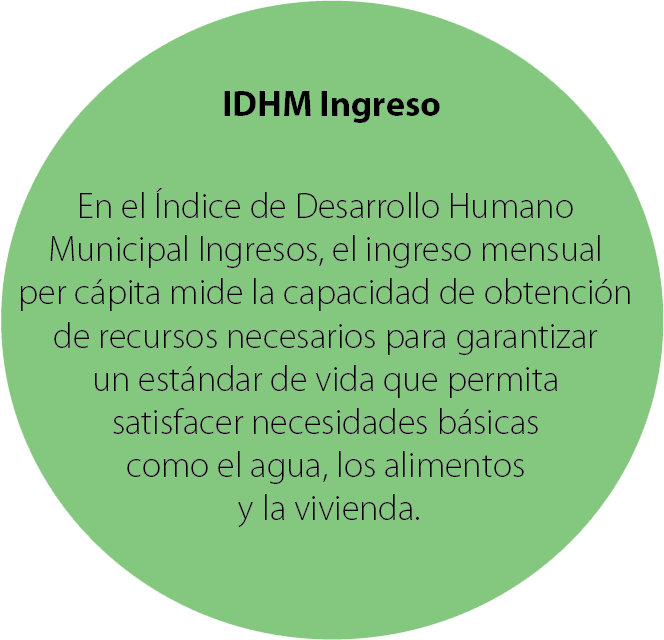 IDHM Ingreso
En el Índice de Desarrollo Humano
Municipal Ingresos, el ingreso mensual
per cápita mide la capacidad de obtención
de recursos necesarios para garantizar
un estándar de vida que permita
satisfacer necesidades básicas
como el agua, los alimentos
y la vivienda.